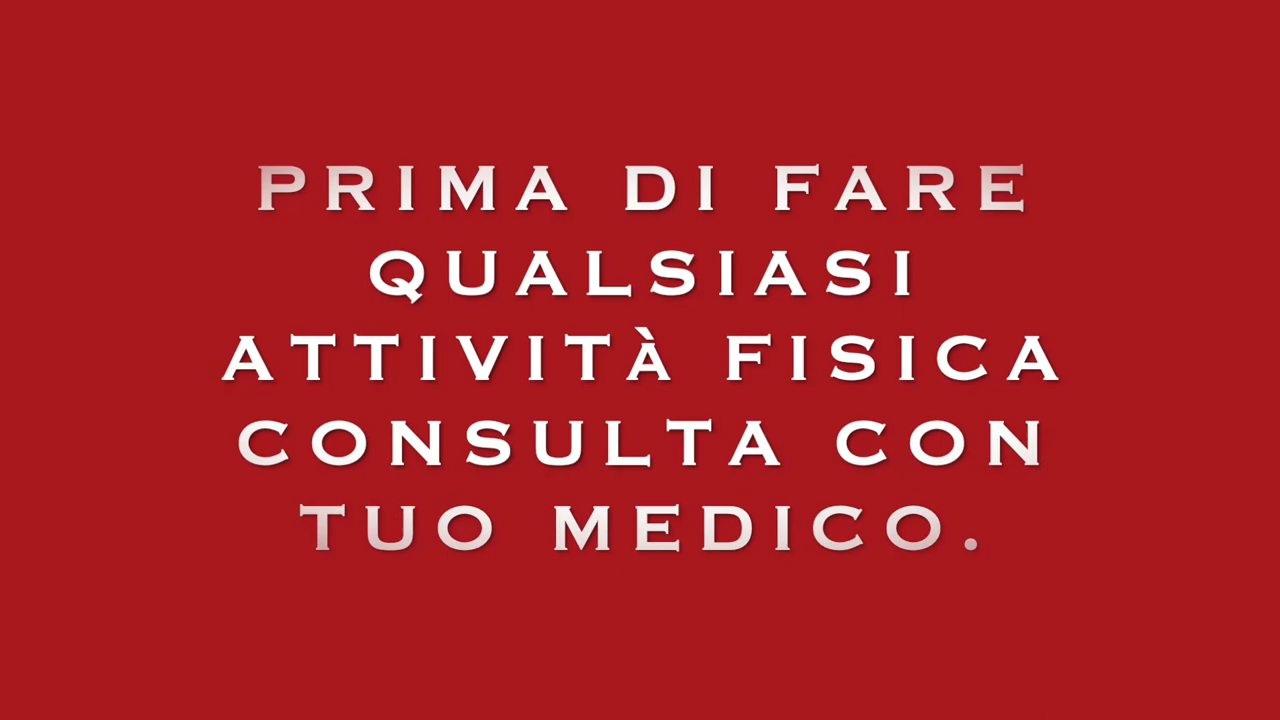 PRIMA DI FARE
QUALSIASI
ATTIVITÀ FISICA
CONSULTA CON
TUO MEDICO.